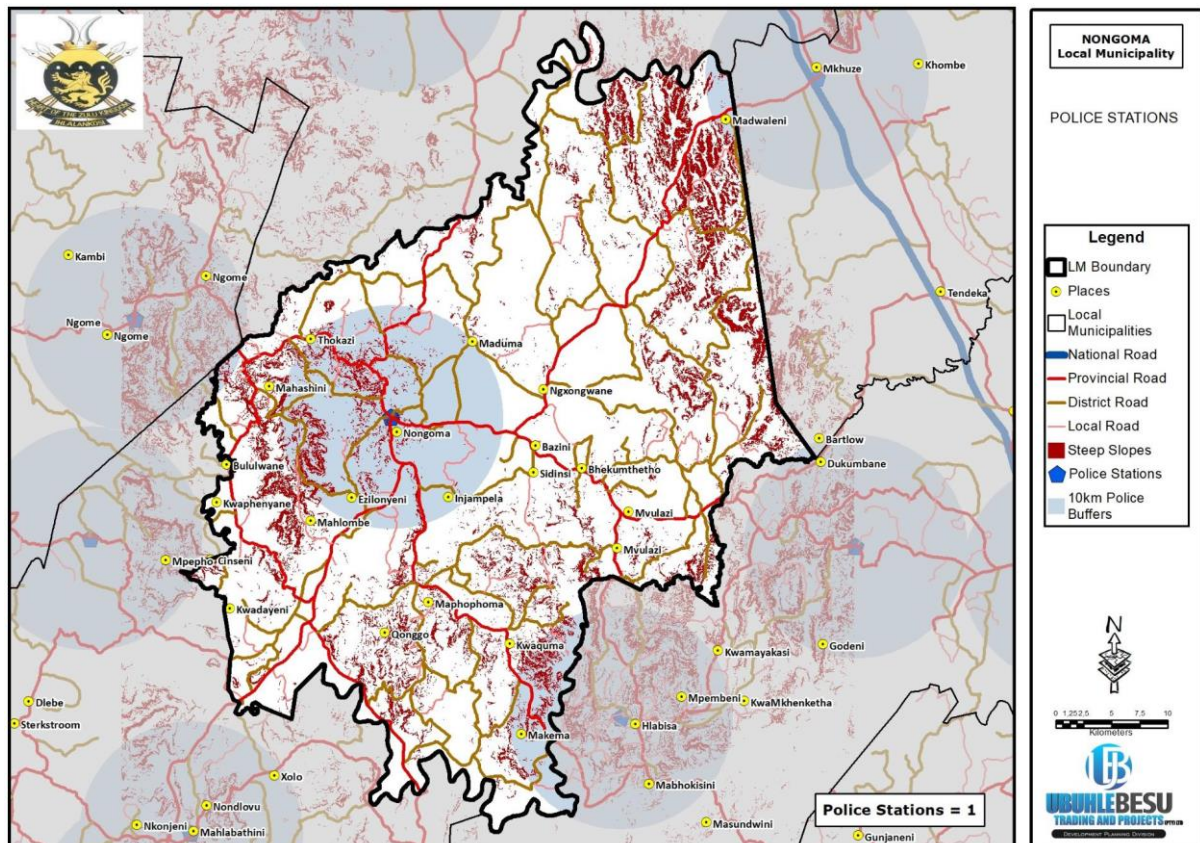 NONGOMA
Local Municipality
POLICE STATIONS
Legend
LM Boundary
Places
Local
Municipalities
National Road
Provincial Road
District Road
Local Road
Steep Slopes
Police Stations
10km Police
Buffers
N
0 1,252,5 5 7,5 10
Kilometers
UB
UBUHLEBESU
TRADING AND PROJECTS
DEVELOPMENT PLANNING DIVISION
Mkhuze
Khombe
Madwaleni
Kambi
Ngome
Tendeka
Ngome
Ngome
Thokazi
Maduma
Mahashini
Ngxongwane
Nongoma
Bazini
Bartlow
Bululwane
Sidinsi
Bhekumthetho
Dukumbane
Kwaphenyane
Ezilonyeni
Injampela
Mvulazi
Mahlombe
Mvulazi
Mpepho
Cinseni
Kwadayeni
Maphophoma
Qonggo
Kwaquma
Kwamayakasi
Godeni
Dlebe
Mpembeni
KwaMkhenketha
Sterkstroom
Hlabisa
Makema
Xolo
Mabhokisini
Nondlovu
Nkonjeni
Mahlabathini
Masundwini
Gunjaneni
Police Stations = 1